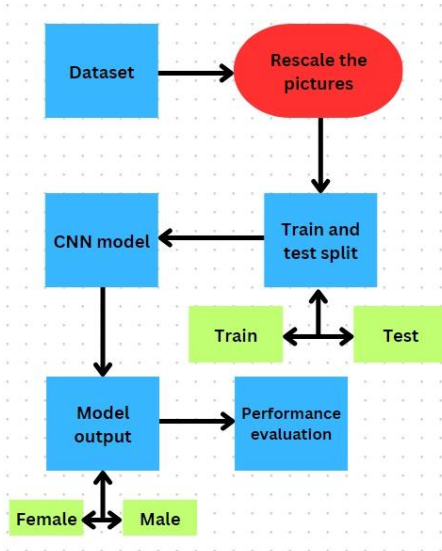 Dataset
Rescale the
pictures
CNN model
Train and
test split
Train
Test
Model
output
Performance
evaluation
Female
Male